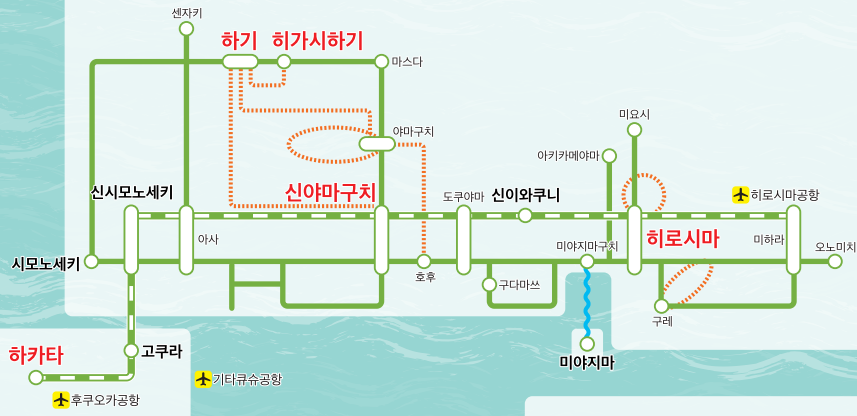 센자키
하기
히가시하기
마스다
야마구치
미요시
아키카메야마
신시모노세키
신야마구치
도쿠야마
신이와쿠니
히로시마공항
아사
미야지마구치
히로시마
미하라
오노미치
시모노세키
호후
구다마쓰
구레
하카타
고쿠라
미야지마
기타큐슈공항
후쿠오카공항